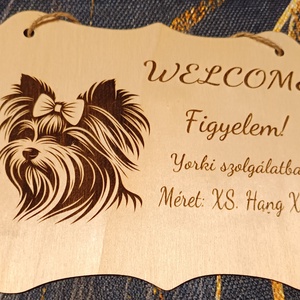 WELCOM
Figyelem!
Yorki szolgálatba
Méret: XS. Hang X